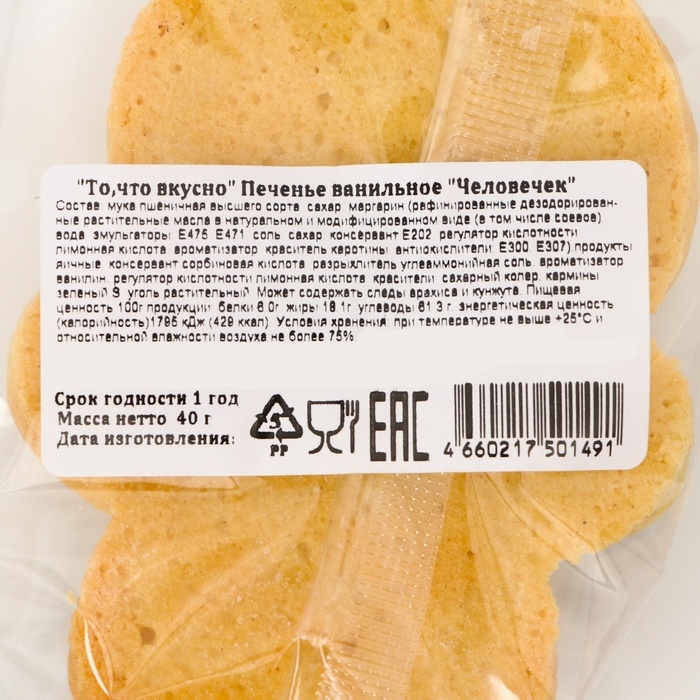 "То,что вкусно" Печенье ванильное "Человечек"
Состав мука пшеничная высшего сорта сахар маргарин (рафинированные дезодорирован-
ные растительные масла в натуральном и модифицированном виде (в том числе соевое)
вода эмульгаторы Е475 Е471 соль сахар консервант Е202 регулятор кислотности
лимонная кислота ароматизатор краситель каротины антиокислители Е300 Е307) продукты
яичные консервант сорбиновая кислота разрыхлитель углеаммонийная соль. ароматизатор
ванилин регулятор кислотности лимонная кислота красители сахарный колер. кармины
зеленый S уголь растительный Может содержать следы арахиса и кунжута. Пищевая
ценность 100г продукции белки 6.0г жиры 18.1г углеводы 61 3 г. энергетическая ценность
(калорийность)1795 кДж (429 ккал) Условия хранения: при температуре не выше +25°С и
относительной влажности воздуха не более 75%
Срок годности 1 год
Масса нетто 40 г
Дата изготовления:
5
PP
EAC
4 660217 501491